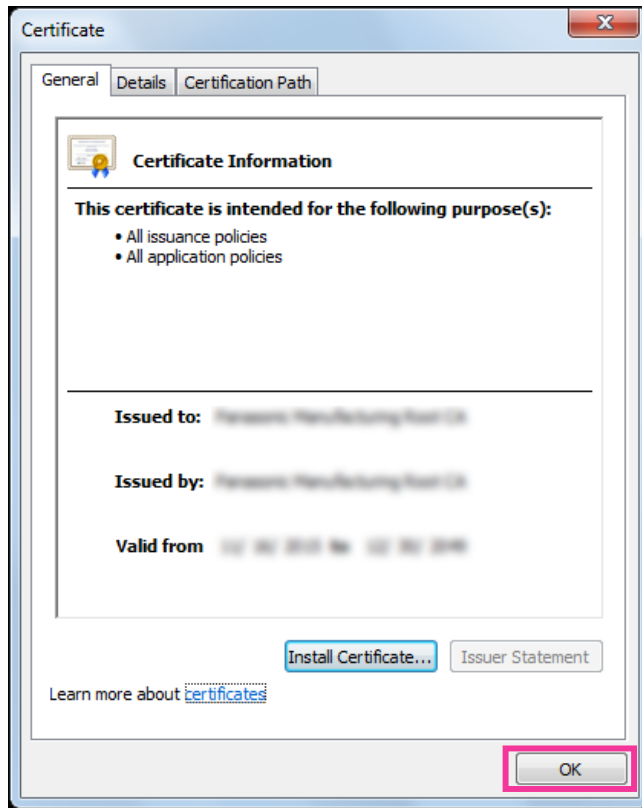 Certificate
General Details Certification Path
Certificate Information
This certificate is intended for the following purpose(s):
• All issuance policies
• All application policies
Issued to:
Issued by:
Valid from
Install Certificate... Issuer Statement
Learn more about certificates
OK